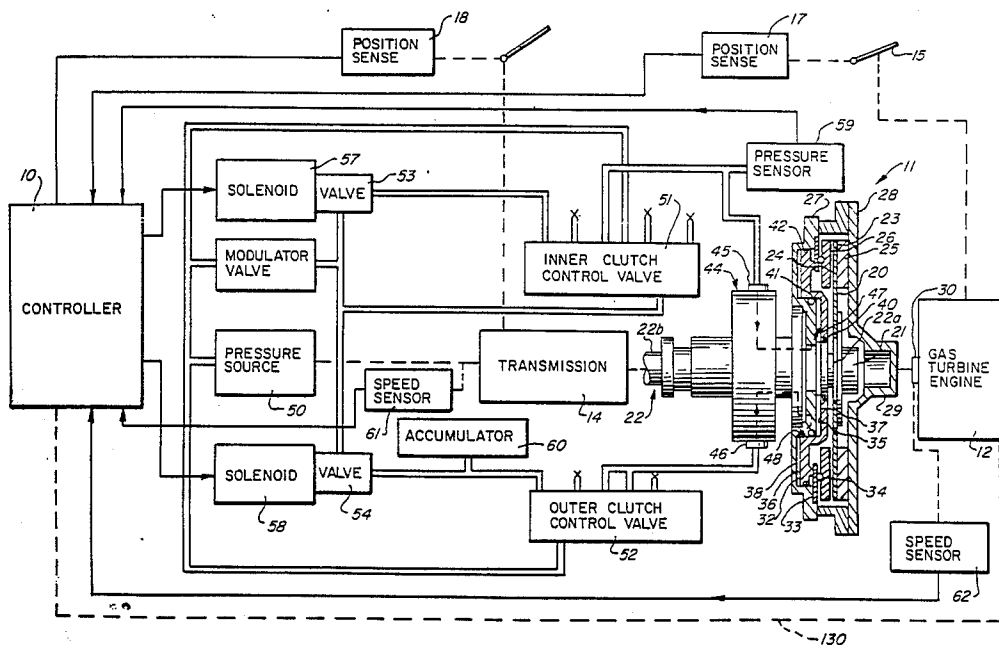 18
POSITION
SENSE
17
POSITION
SENSE
15
59
PRESSURE
SENSOR
11
10
57
SOLENOID
53
VALVE
51
27
28
42
23
26
24
25
45
44
41
20
47
40
30
22a
21
MODULATOR
VALVE
INNER CLUTCH
CONTROL VALVE
CONTROLLER
22b
GAS
TURBINE
ENGINE
PRESSURE
SOURCE
TRANSMISSION
50
SPEED
SENSOR
61
22
14
29
37
12
35
48
46
ACCUMULATOR
60
38
36
34
32
33
SOLENOID
VALVE
58
54
OUTER CLUTCH
CONTROL VALVE
52
SPEED
SENSOR
62
130